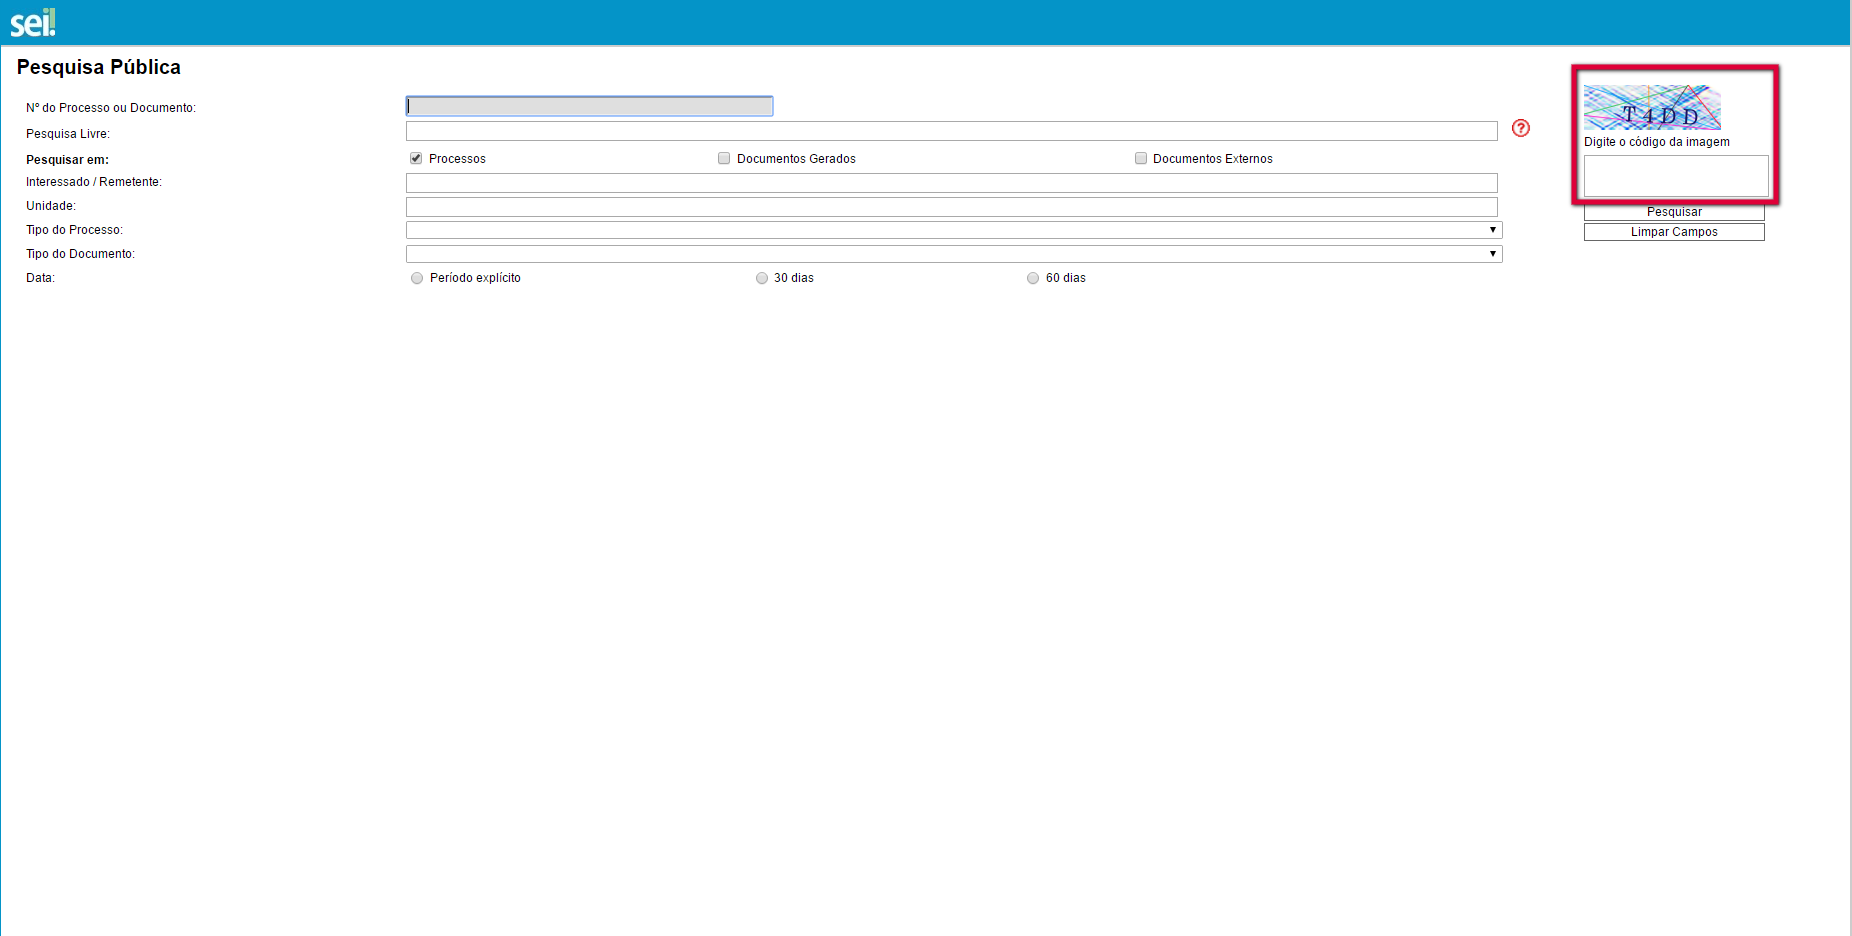 sei!
Pesquisa Pública
Nº do Processo ou Documento:
Pesquisa Livre:
?
Pesquisar em:
Processos
Documentos Gerados
Documentos Externos
Interessado / Remetente:
Unidade:
Tipo do Processo:
Tipo do Documento:
Data:
Período explícito
30 dias
60 dias
T4DD
Digite o código da imagem
Pesquisar
Limpar Campos